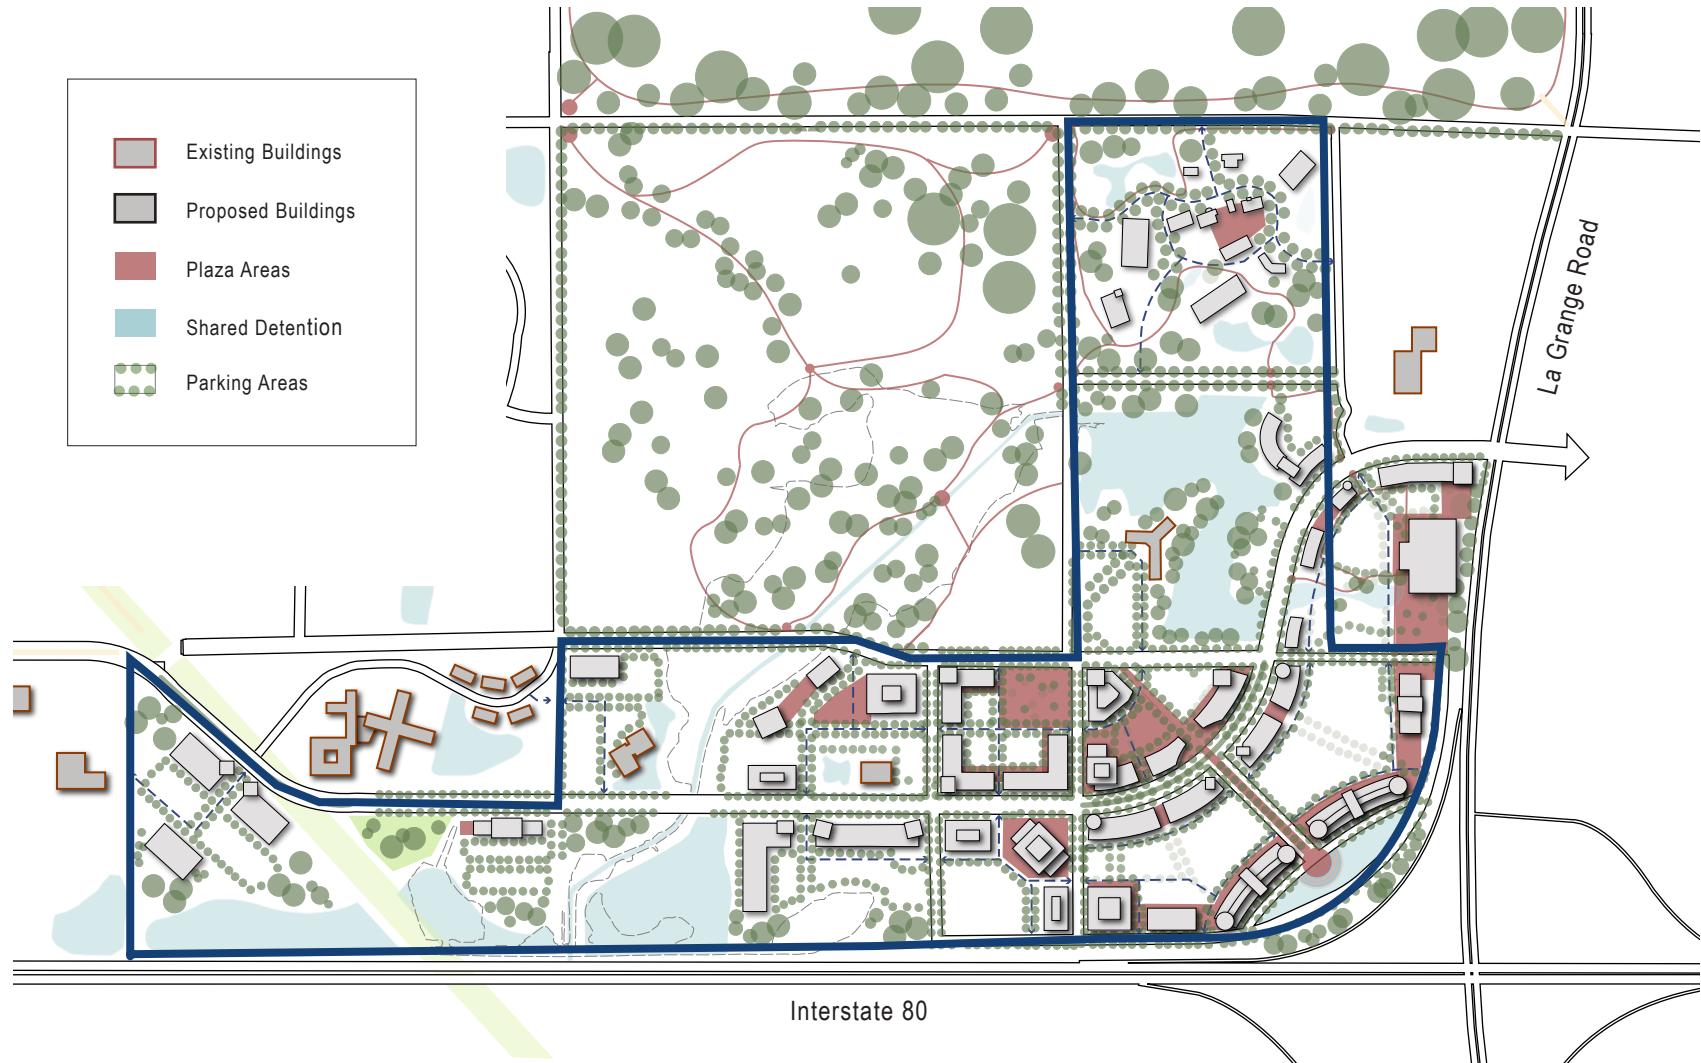 Existing Buildings
Proposed Buildings
Plaza Areas
Shared Detention
Parking Areas
La Grange Road
Interstate 80